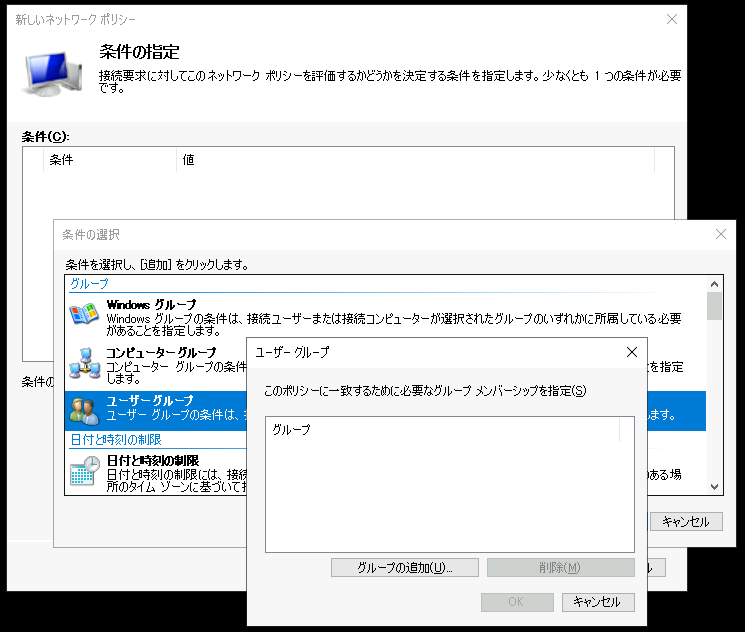 新しいネットワーク ポリシー
条件の指定
接続要求に対してこのネットワーク ポリシーを評価するかどうかを決定する条件を指定します。少なくとも 1 つの条件が必要
です。
条件(C):
条件
値
条件の選択
条件を選択し、[追加] をクリックします。
グループ
Windows グループ
Windows グループの条件は、接続ユーザーまたは接続コンピューターが選択されたグループのいずれかに所属している必要
があることを指定します。
コンピューター グループ
コンピューター グループの条件
を指定
します。
ユーザー グループ
ユーザー グループの条件は、
ます。
日付と時刻の制限
日付と時刻の制限
日付と時刻の制限には、接続
ある場
所のタイム ゾーンに基づいて
キャンセル
条件の
ユーザー グループ
このポリシーに一致するために必要なグループ メンバーシップを指定(S)
グループ
グループの追加(U)...
削除(M)
OK
キャンセル
ル